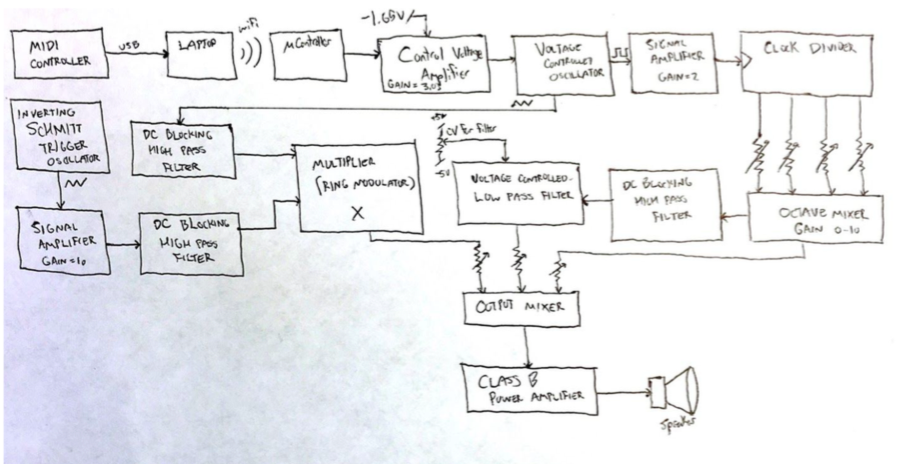 -1.65V
MIDI
CONTROLLER
USB
LAPTOP
wifi
μController
Control Voltage
Amplifier
VOLTAGE
CONTROLLED
OSCILLATOR
SIGNAL
AMPLIFIER
GAIN=2
CLOCK DIVIDER
INVERTING
SCHMITT
TRIGGER
OSCILLATOR
DC BLOCKING
HIGH PASS
FILTER
MULTIPLIER
(RING MODULATOR)
X
+5V
CV For Filter
-5V
VOLTAGE CONTROLLED
LOW PASS FILTER
DC BLOCKING
HIGH PASS
FILTER
OCTAVE MIXER
GAIN 0-10
SIGNAL
AMPLIFIER
GAIN=10
DC BLOCKING
HIGH PASS
FILTER
OUTPUT MIXER
CLASS B
POWER AMPLIFIER
Speaker